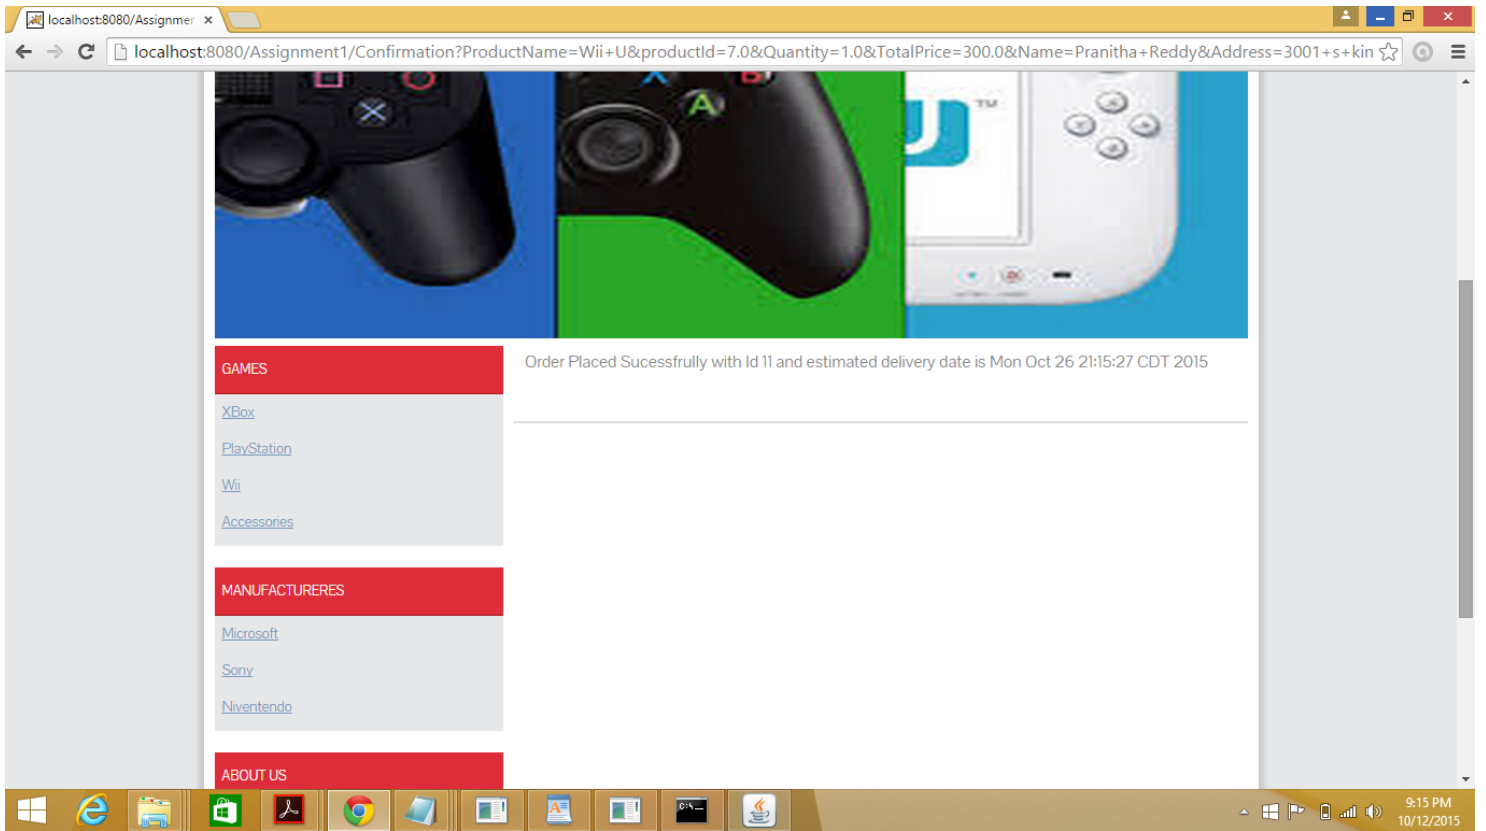 localhost:8080/Assignmer
localhost:8080/Assignment1/Confirmation?ProductName=Wii+U&productId=7.0&Quantity=1.0&TotalPrice=300.0&Name=Pranitha+Reddy&Address=3001+s+kin
X
B
A
U
TM
GAMES
Order Placed Sucessfrully with Id 11 and estimated delivery date is Mon Oct 26 21:15:27 CDT 2015
XBox
PlayStation
Wii
Accessories
MANUFACTURERES
Microsoft
Sony
Niventendo
ABOUT US
9:15 PM
10/12/2015